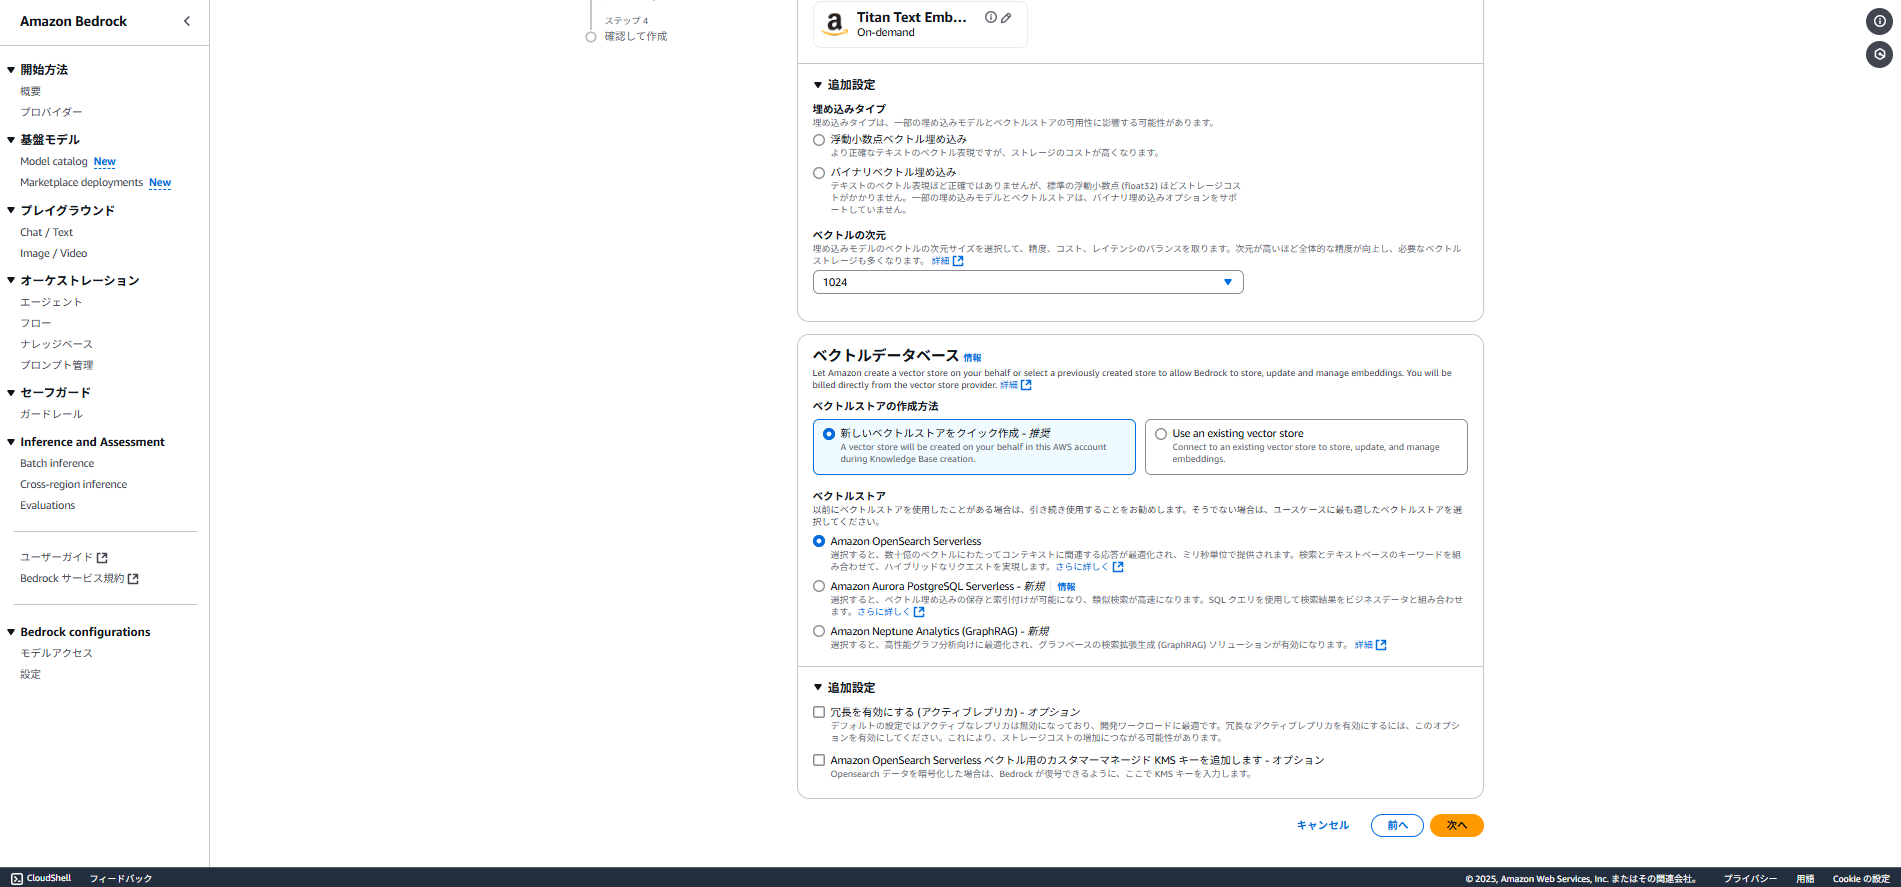 Amazon Bedrock
開始方法
概要
プロバイダー
基盤モデル
Model catalog New
Marketplace deployments New
プレイグラウンド
Chat / Text
Image / Video
オーケストレーション
エージェント
フロー
ナレッジベース
プロンプト管理
セーフガード
ガードレール
Inference and Assessment
Batch inference
Cross-region inference
Evaluations
ユーザーガイド
Bedrock サービス規約
Bedrock configurations
モデルアクセス
設定
ステップ 4
確認して作成
Titan Text Emb...
On-demand
追加設定
埋め込みタイプ
埋め込みタイプは、一部の埋め込みモデルとベクトルストアの可用性に影響する可能性があります。
浮動小数点ベクトル埋め込み
より正確なテキストのベクトル表現ですが、ストレージのコストが高くなります。
バイナリベクトル埋め込み
テキストのベクトル表現ほど正確ではありませんが、標準の浮動小数点 (float32) ほどストレージコス
トがかかりません。一部の埋め込みモデルとベクトルストアは、バイナリ埋め込みオプションをサポ
ートしていません。
ベクトルの次元
埋め込みモデルのベクトルの次元サイズを選択して、精度、コスト、レイテンシのバランスを取ります。次元が高いほど全体的な精度が向上し、必要なベクトル
ストレージも多くなります。 詳細
1024
ベクトルデータベース 情報
Let Amazon create a vector store on your behalf or select a previously created store to allow Bedrock to store, update and manage embeddings. You will be
billed directly from the vector store provider. 詳細
ベクトルストアの作成方法
新しいベクトルストアをクイック作成 - 推奨
A vector store will be created on your behalf in this AWS account
during Knowledge Base creation.
Use an existing vector store
Connect to an existing vector store to store, update, and manage
embeddings.
ベクトルストア
以前にベクトルストアを使用したことがある場合は、引き続き使用することをお勧めします。そうでない場合は、ユースケースに最も適したベクトルストアを選
択してください。
Amazon OpenSearch Serverless
選択すると、数十億のベクトルにわたってコンテキストに関連する応答が最適化され、ミリ秒単位で提供されます。検索とテキストベースのキーワードを組
み合わせて、ハイブリッドなリクエストを実現します。さらに詳しく
Amazon Aurora PostgreSQL Serverless - 新規 情報
選択すると、ベクトル埋め込みの保存と索引付けが可能になり、類似検索が高速になります。SQL クエリを使用して検索結果をビジネスデータと組み合わせ
ます。さらに詳しく
Amazon Neptune Analytics (GraphRAG) - 新規
選択すると、高性能グラフ分析向けに最適化され、グラフベースの検索拡張生成 (GraphRAG) ソリューションが有効になります。 詳細
追加設定
冗長を有効にする (アクティブレプリカ) - オプション
デフォルトの設定ではアクティブなレプリカは無効になっており、開発ワークロードに最適です。冗長なアクティブレプリカを有効にするには、このオプシ
ョンを有効にしてください。これにより、ストレージコストの増加につながる可能性があります。
Amazon OpenSearch Serverless ベクトル用のカスタマーマネージド KMS キーを追加します - オプション
Opensearch データを暗号化した場合は、Bedrock が復号できるように、ここで KMS キーを入力します。
キャンセル 前へ 次へ
CloudShell フィードバック © 2025, Amazon Web Services, Inc. またはその関連会社。 プライバシー 用語 Cookie の設定